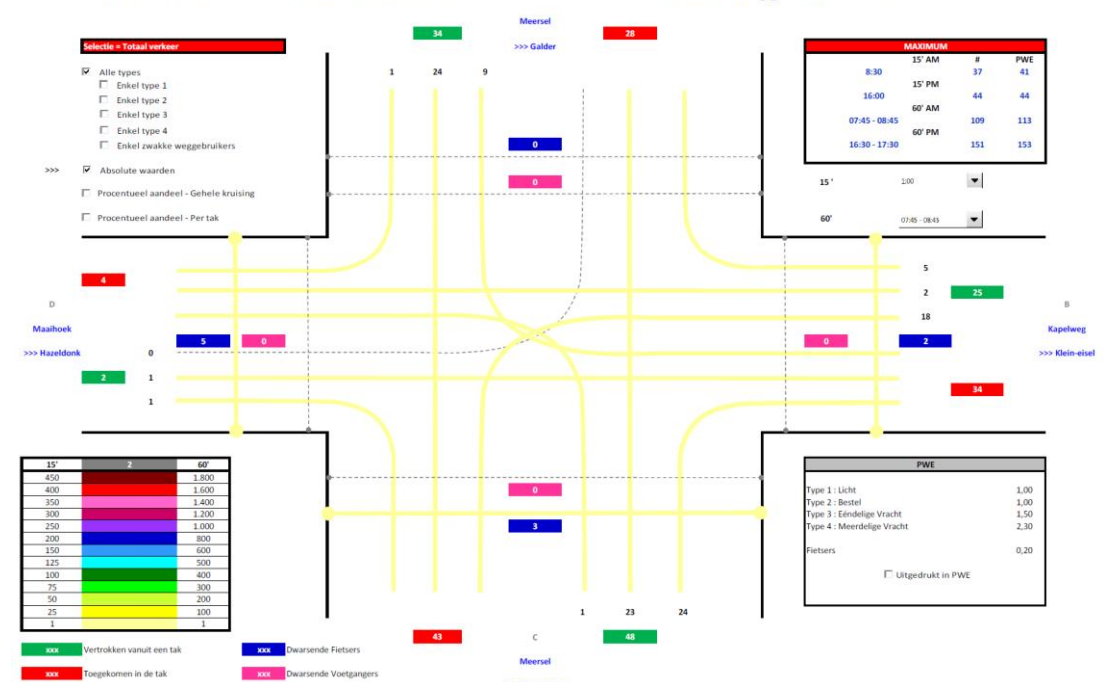 Meersel
34
28
>>> Galder
Selectie = Totaal verkeer
Alle types
Enkel type 1
Enkel type 2
Enkel type 3
Enkel type 4
Enkel zwakke weggebruikers
>>> Absolute waarden
Procentueel aandeel - Gehele kruising
Procentueel aandeel - Per tak
1 24 9
0
0
MAXIMUM
15' AM # PWE
8:30 37 41
15' PM
16:00 44 44
60' AM
07:45 - 08:45 109 113
60' PM
16:30 - 17:30 151 153
15 ' 1:00
60' 07:45 - 08:45
4
D
Maaihoek
>>> Hazeldonk
5 0
0
2 1
1
5
2 25
18
B
Kapelweg
>>> Klein-eisel
0 2
34
15' 2 60'
450 1.800
400 1.600
350 1.400
300 1.200
250 1.000
200 800
150 600
125 500
100 400
75 300
50 200
25 100
1 1
0
3
PWE
Type 1 : Licht 1,00
Type 2 : Bestel 1,00
Type 3 : Eéndelige Vracht 1,50
Type 4 : Meerdelige Vracht 2,30
Fietsers 0,20
Uitgedrukt in PWE
1 23 24
43 C 48
Meersel
xxx Vertrokken vanuit een tak
xxx Dwarsende Fietsers
xxx Toegekomen in de tak
xxx Dwarsende Voetgangers